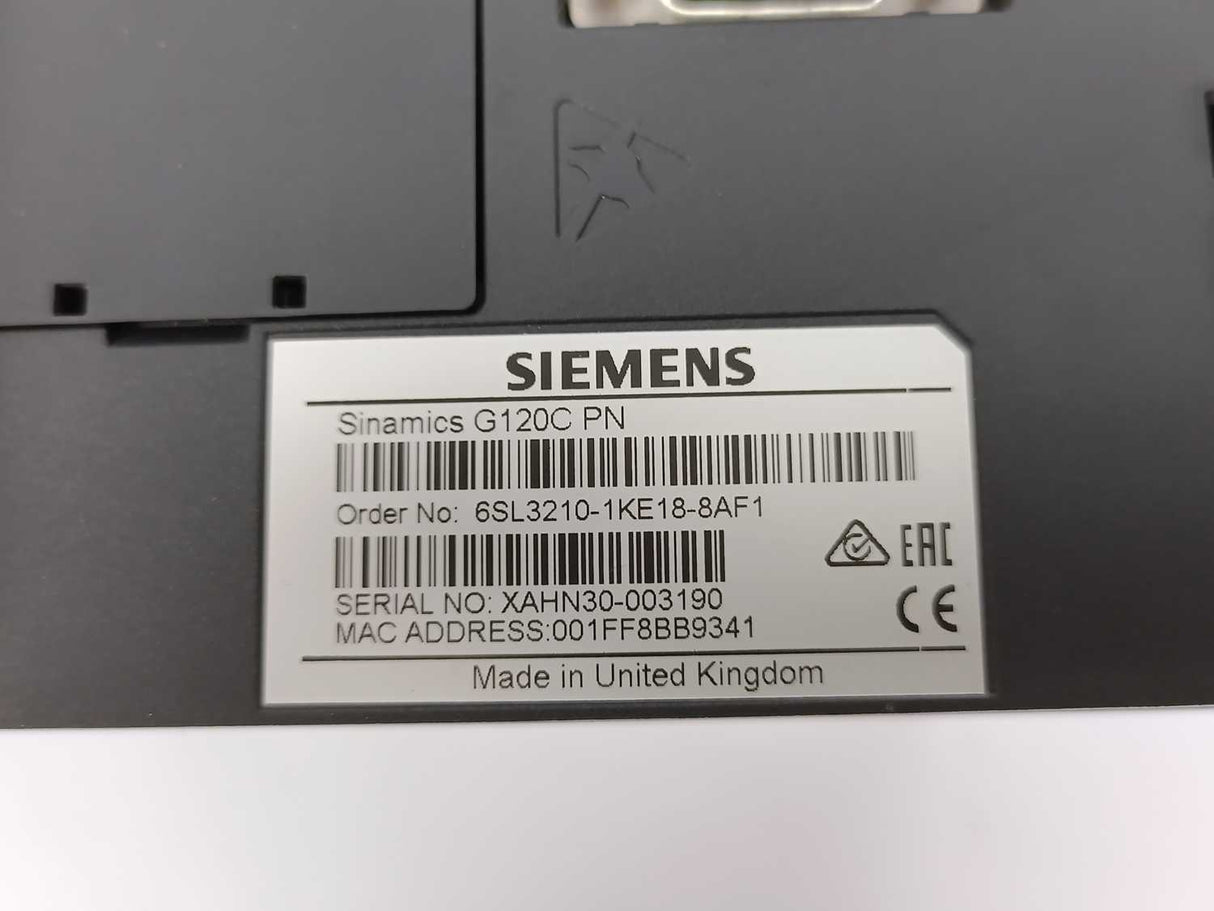 SIEMENS
Sinamics G120C PN
Order No: 6SL3210-1KE18-8AF1
EAC
SERIAL NO: XAHN30-003190
CE
MAC ADDRESS:001FF8BB9341
Made in United Kingdom